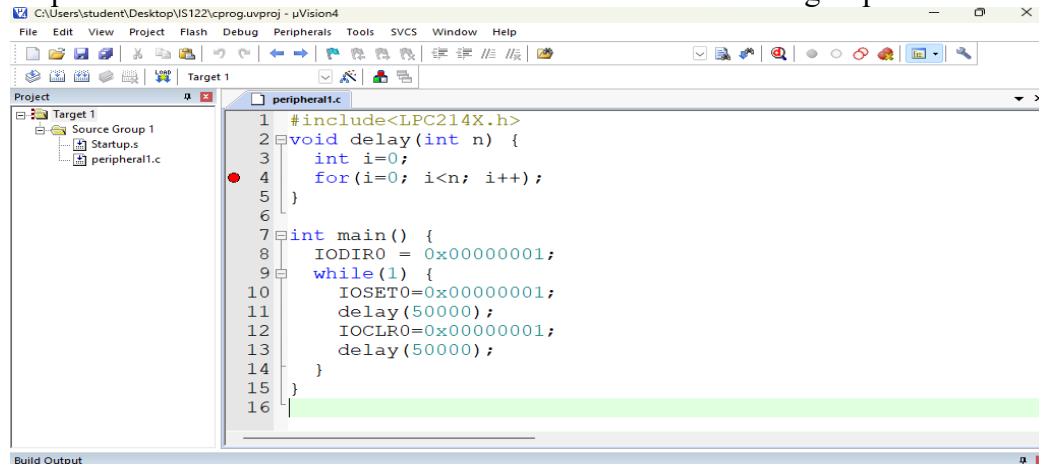 C:\Users\student\Desktop\IS122\cprog.uvproj - µVision4
File Edit View Project Flash Debug Peripherals Tools SVCS Window Help
LOAD Target 1
Project
peripheral1.c
Target 1
Source Group 1
Startup.s
peripheral1.c
1 #include<LPC214X.h>
2 void delay(int n) {
3 int i=0;
4 for(i=0; i<n; i++);
5 }
6
7 int main() {
8 IODIR0 = 0x00000001;
9 while(1) {
10 IOSET0=0x00000001;
11 delay(50000);
12 IOCLR0=0x00000001;
13 delay(50000);
14 }
15 }
16
Build Output